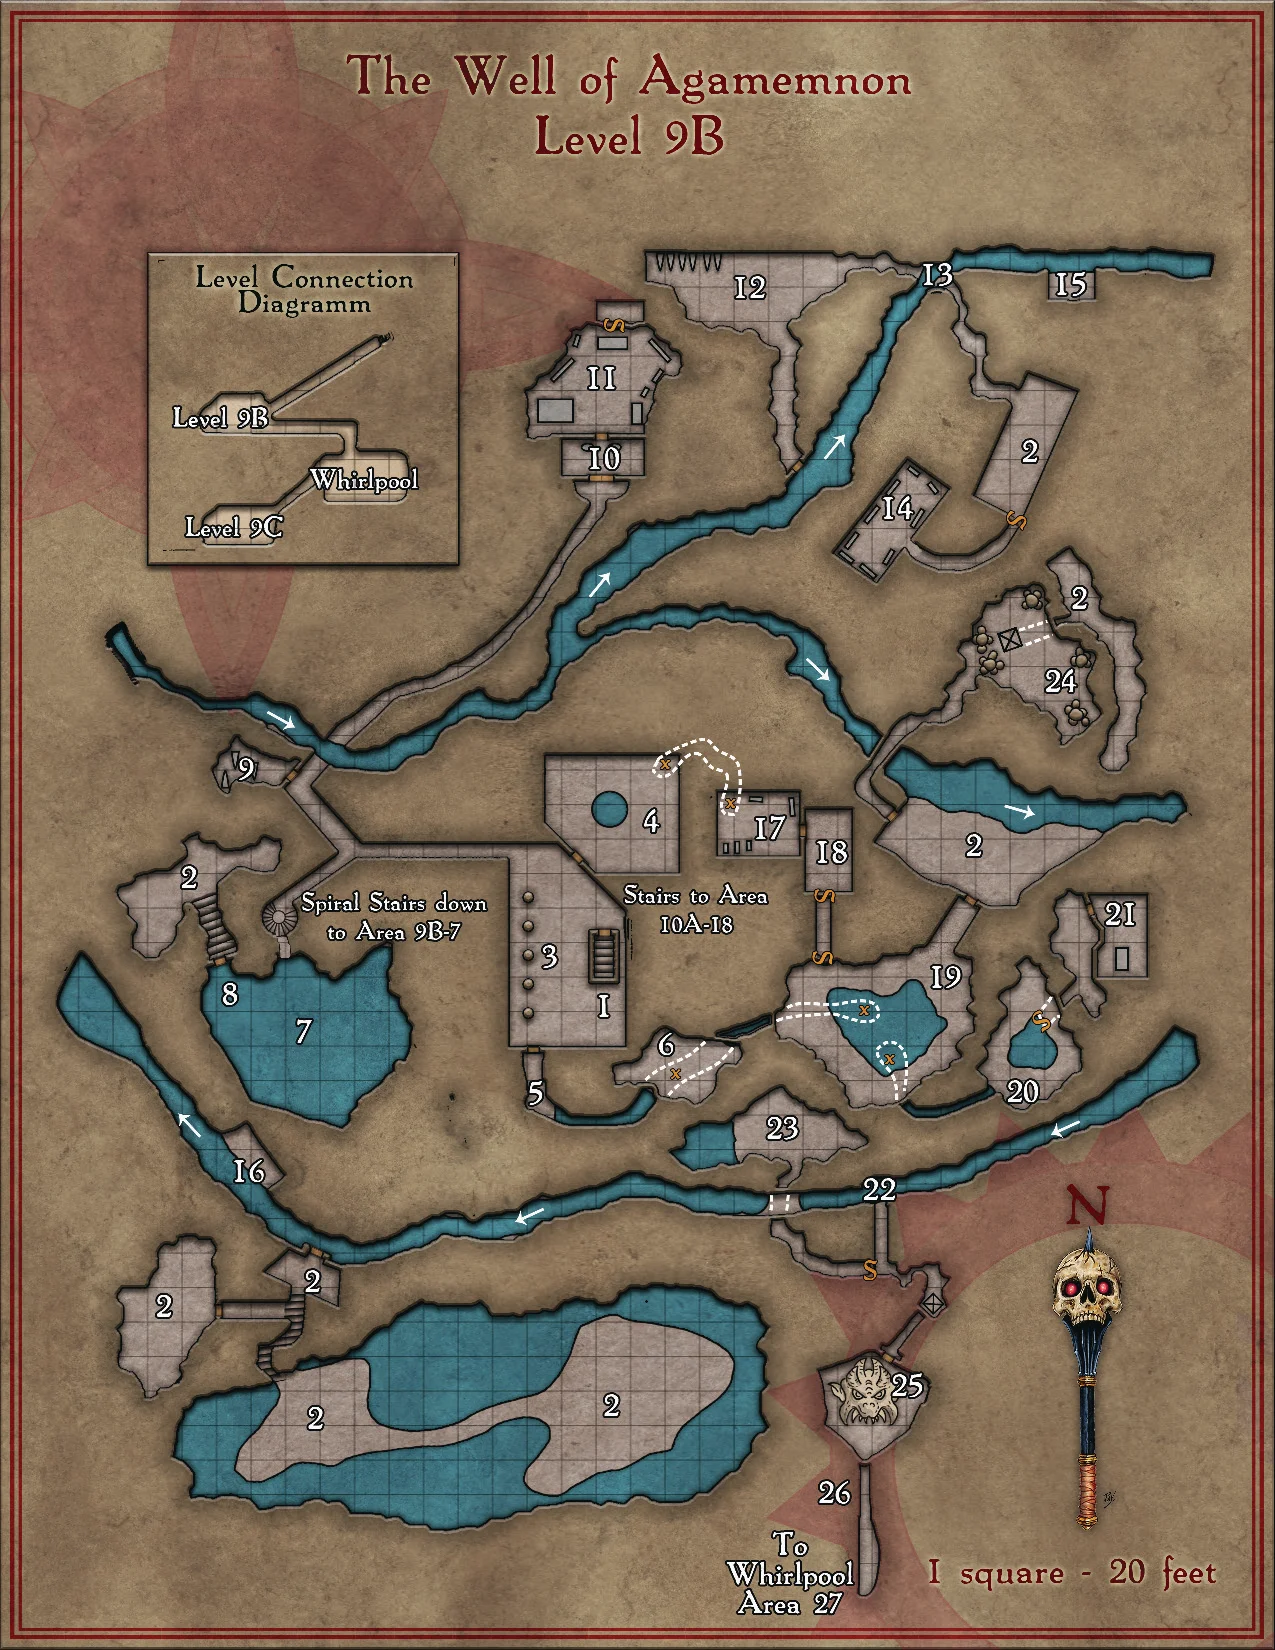 The Well of Agamemnon
Level 9B
Level Connection
Diagramm
Level 9B
Whirlpool
Level 9C
12
13
15
S
11
10
2
14
S
2
24
9
x
x
4
17
18
2
2
Spiral Stairs down
to Area 9B-7
Stairs to Area
10A-18
S
21
3
S
19
8
1
7
x
S
6
x
x
5
20
23
16
22
S
2
2
25
2
2
26
To
Whirlpool
Area 27
N
1 square - 20 feet